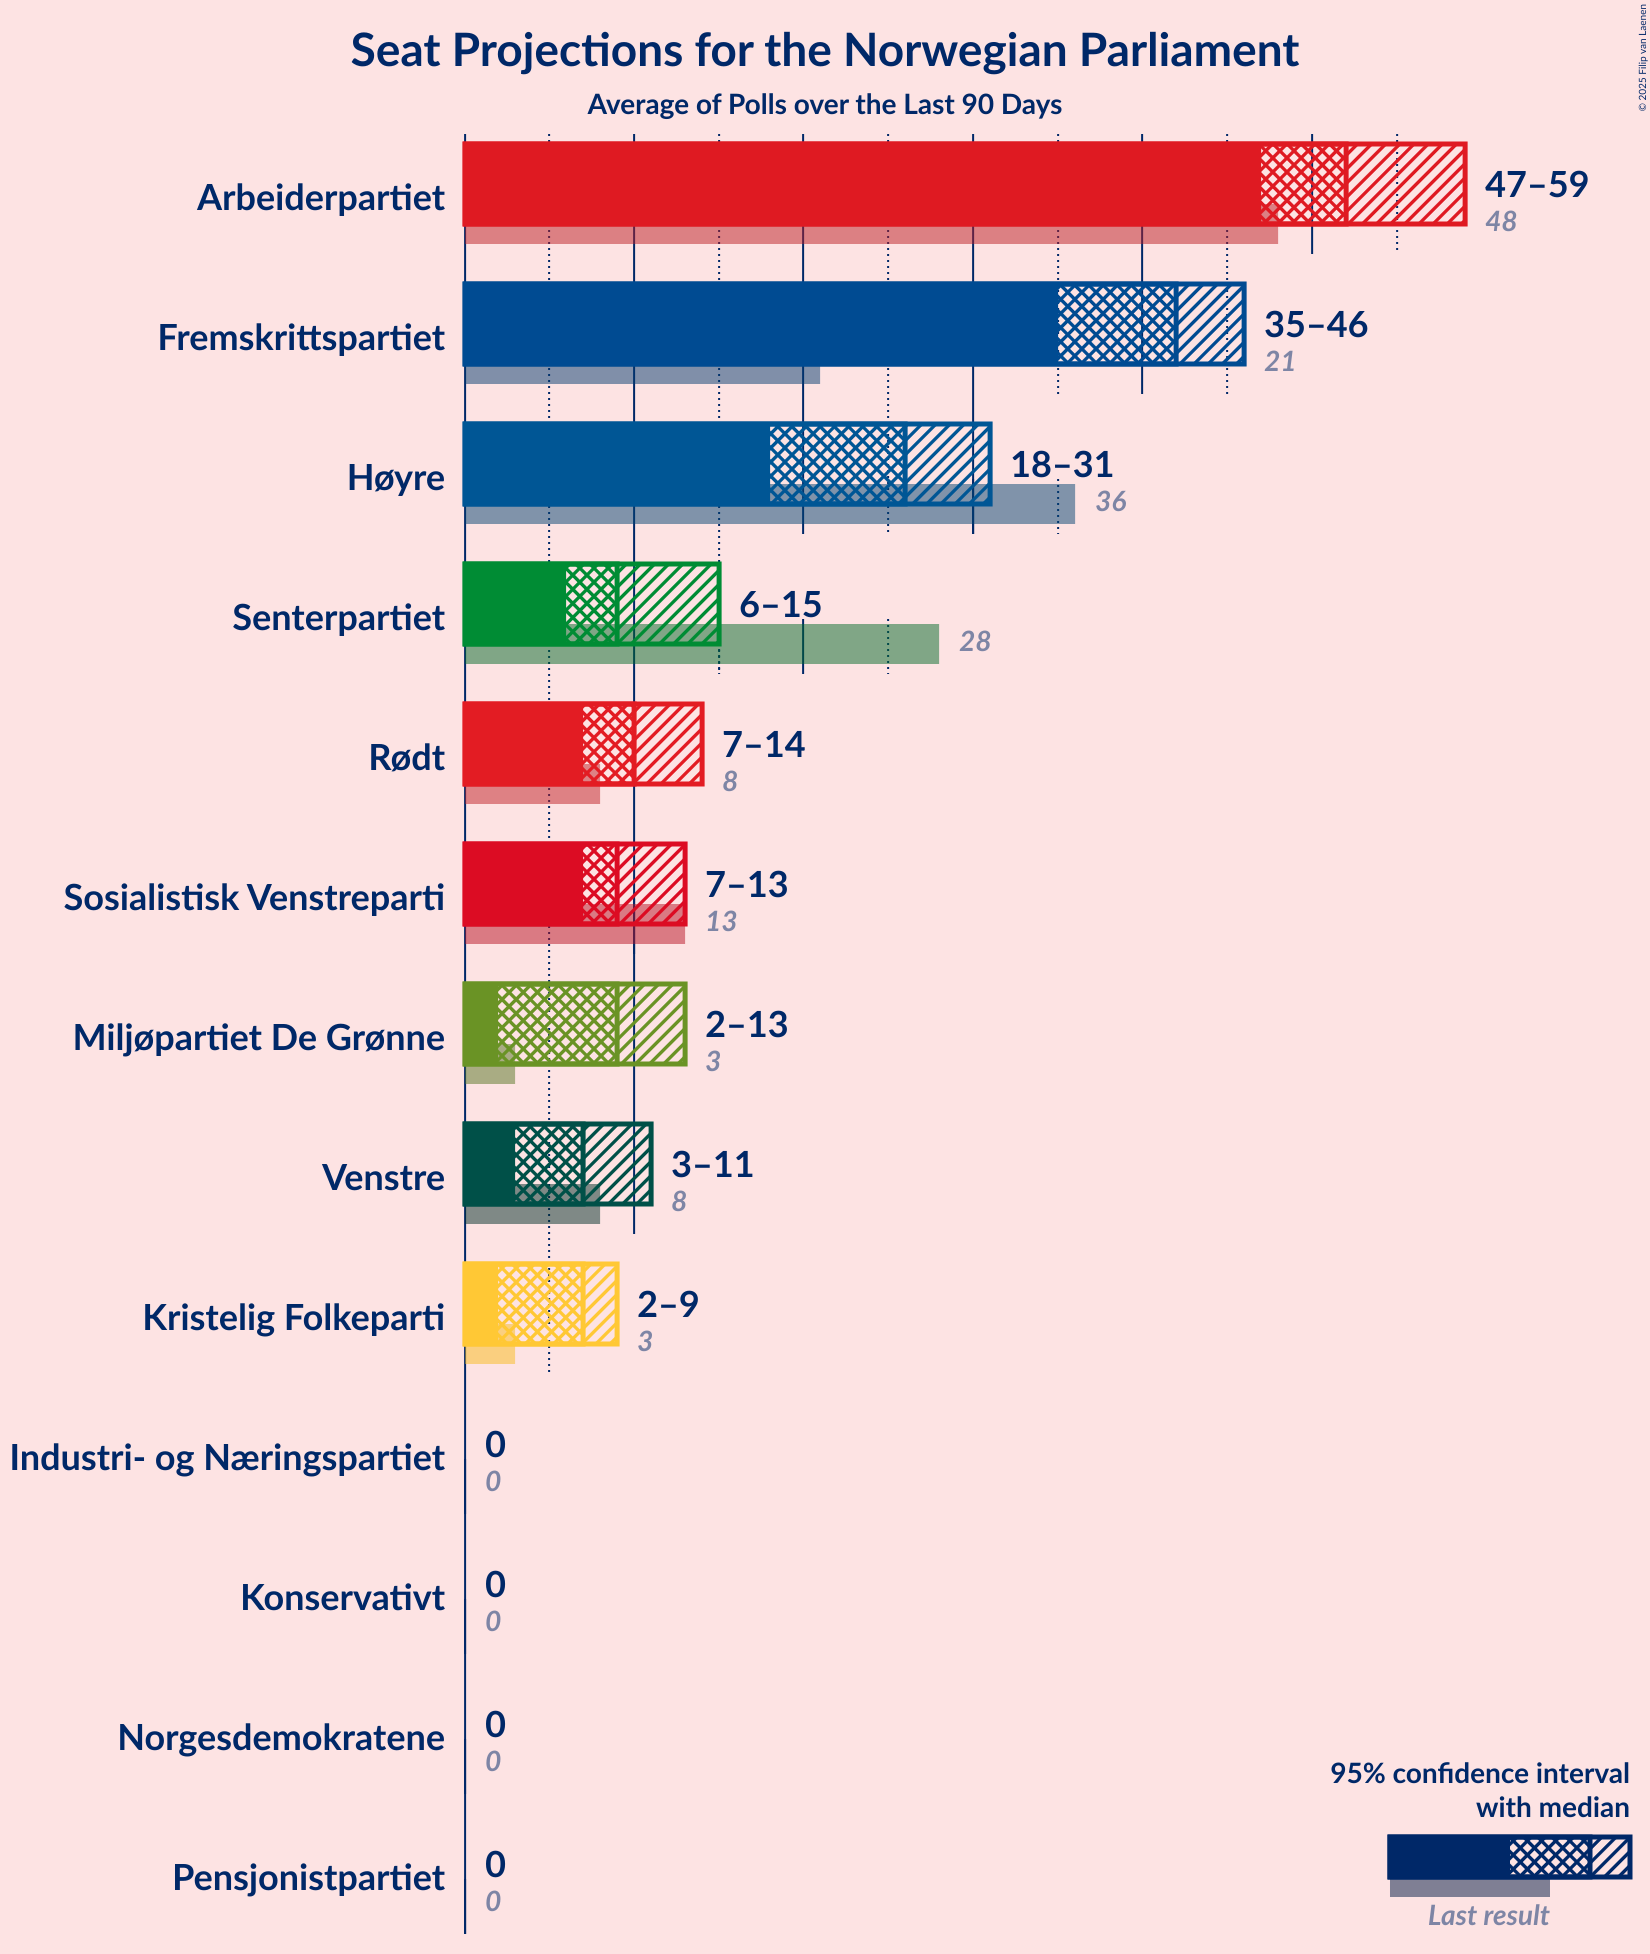 Seat Projections for the Norwegian Parliament
Average of Polls over the Last 90 Days
© 2025 Filip van Laenen
Arbeiderpartiet
47–59
48
Fremskrittspartiet
35–46
21
Høyre
18–31
36
Senterpartiet
6–15
28
Rødt
7–14
8
Sosialistisk Venstreparti
7–13
13
Miljøpartiet De Grønne
2–13
3
Venstre
3–11
8
Kristelig Folkeparti
2–9
3
Industri- og Næringspartiet
0
0
Konservativt
0
0
Norgesdemokratene
0
0
Pensjonistpartiet
0
0
95% confidence interval
with median
Last result